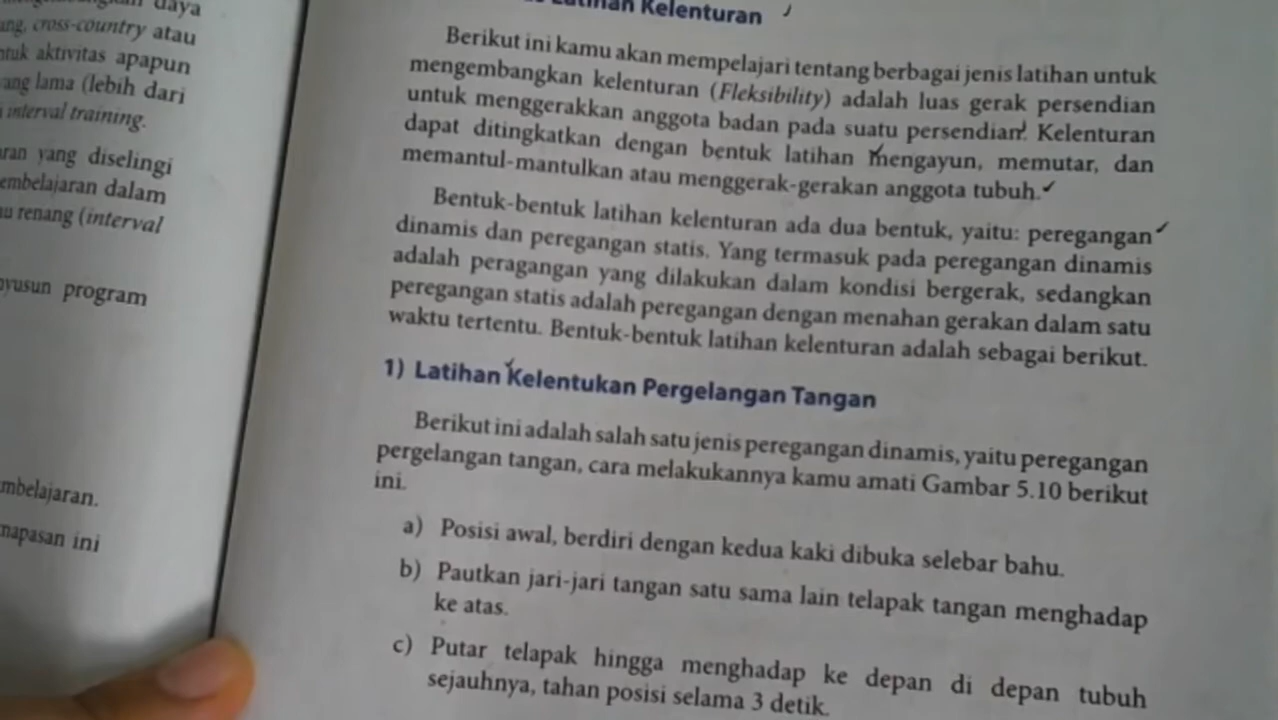 daya
cross-country atau
aktivitas apapun
lama (lebih dari
interval training.
yang diselingi
dalam
renang (interval
program
napasan ini
Latihan Kelenturan
Berikut ini kamu akan mempelajari tentang berbagai jenis latihan untuk
mengembangkan kelenturan (Fleksibility) adalah luas gerak persendian
untuk menggerakkan anggota badan pada suatu persendian. Kelenturan
dapat ditingkatkan dengan bentuk latihan mengayun, memutar, dan
memantul-mantulkan atau menggerak-gerakan anggota tubuh.
Bentuk-bentuk latihan kelenturan ada dua bentuk, yaitu: peregangan
dinamis dan peregangan statis. Yang termasuk pada peregangan dinamis
adalah peragangan yang dilakukan dalam kondisi bergerak, sedangkan
peregangan statis adalah peregangan dengan menahan gerakan dalam satu
waktu tertentu. Bentuk-bentuk latihan kelenturan adalah sebagai berikut.
1) Latihan Kelentukan Pergelangan Tangan
Berikut ini adalah salah satu jenis peregangan dinamis, yaitu peregangan
pergelangan tangan, cara melakukannya kamu amati Gambar 5.10 berikut
ini.
a) Posisi awal, berdiri dengan kedua kaki dibuka selebar bahu.
b) Pautkan jari-jari tangan satu sama lain telapak tangan menghadap
ke atas.
c) Putar telapak hingga menghadap ke depan di depan tubuh
sejauhnya, tahan posisi selama 3 detik.